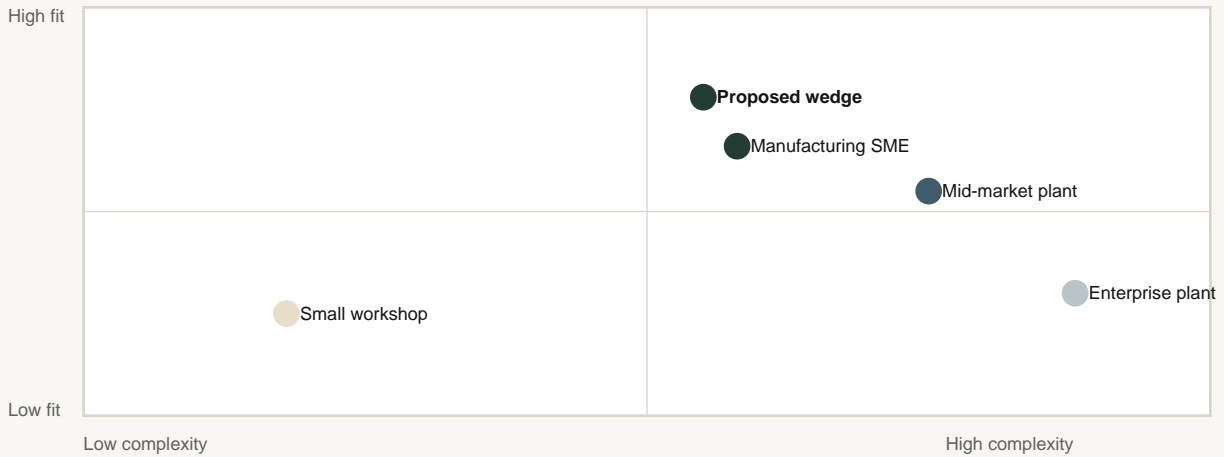 High fit
Proposed wedge
Manufacturing SME
Mid-market plant
Enterprise plant
Small workshop
Low fit
Low complexity
High complexity